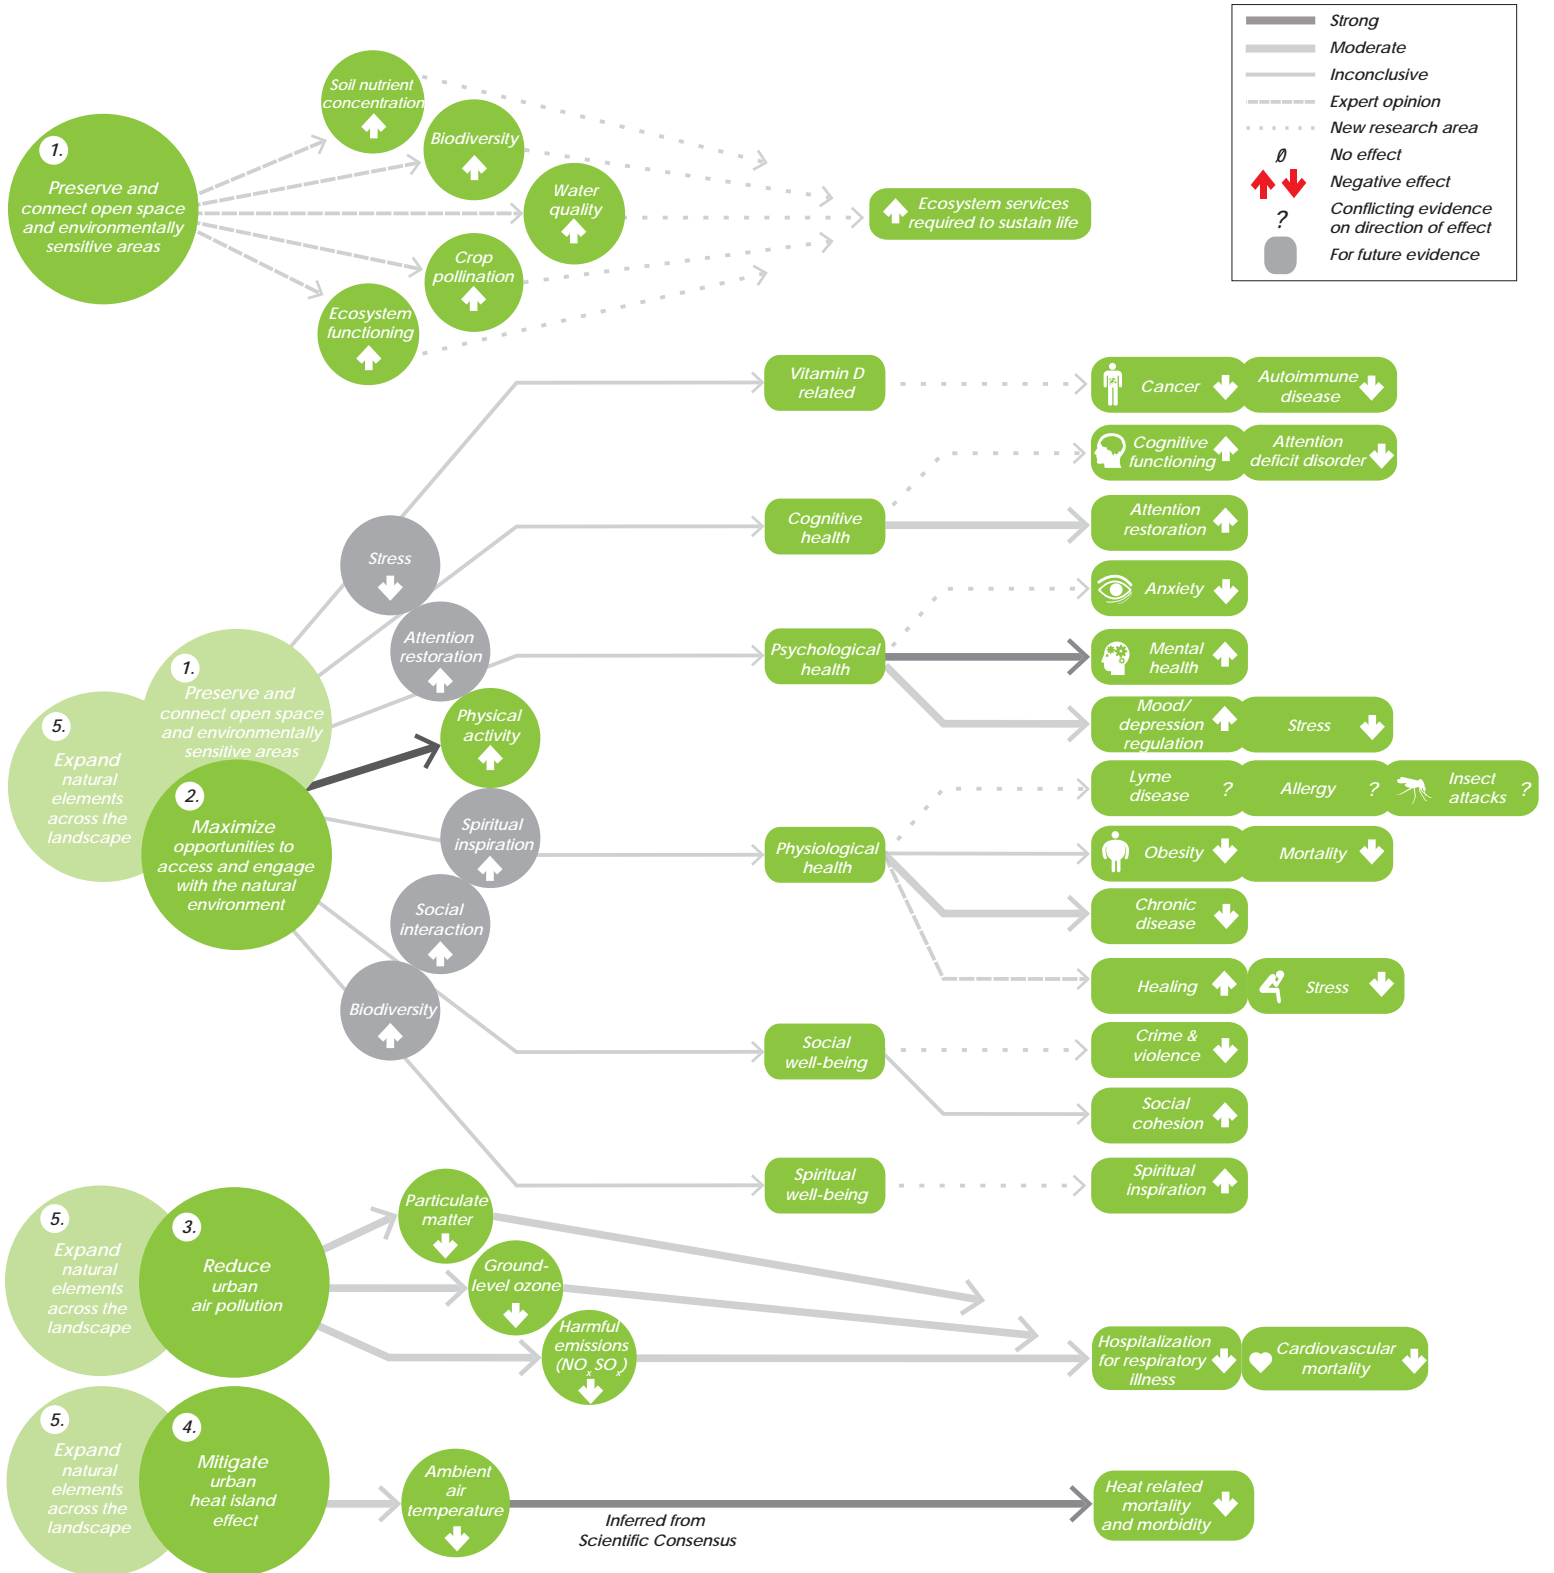 Strong
Moderate
Inconclusive
Expert opinion
New research area
Ø
No effect
Negative effect
?
Conflicting evidence
on direction of effect
For future evidence
1.
Preserve and
connect open space
and environmentally
sensitive areas
Soil nutrient
concentration
Biodiversity
Water
quality
Crop
pollination
Ecosystem
functioning
Ecosystem services
required to sustain life
5.
Expand
natural
elements
across the
landscape
1.
Preserve and
connect open space
and environmentally
sensitive areas
2.
Maximize
opportunities to
access and engage
with the natural
environment
Stress
Attention
restoration
Physical
activity
Spiritual
inspiration
Social
interaction
Biodiversity
Vitamin D
related
Cancer
Autoimmune
disease
Cognitive
health
Cognitive
functioning
Attention
deficit disorder
Attention
restoration
Psychological
health
Anxiety
Mental
health
Mood/
depression
regulation
Stress
Physiological
health
Lyme
disease
?
Allergy
?
Insect
attacks
?
Obesity
Mortality
Chronic
disease
Healing
Stress
Social
well-being
Crime &
violence
Social
cohesion
Spiritual
well-being
Spiritual
inspiration
5.
Expand
natural
elements
across the
landscape
3.
Reduce
urban
air pollution
Particulate
matter
Ground-
level ozone
Harmful
emissions
(NOx SOx)
Hospitalization
for respiratory
illness
Cardiovascular
mortality
5.
Expand
natural
elements
across the
landscape
4.
Mitigate
urban
heat island
effect
Ambient
air
temperature
Inferred from
Scientific Consensus
Heat related
mortality
and morbidity